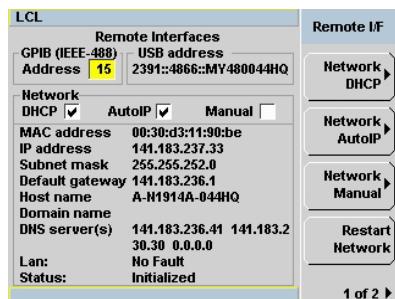 LCL
Remote Interfaces
GPIB (IEEE-488)
Address 15
USB address
2391::4866::MY480044HQ
Network
DHCP AutoIP Manual
MAC address 00:30:d3:11:90:be
IP address 141.183.237.33
Subnet mask 255.255.252.0
Default gateway 141.183.236.1
Host name A-N1914A-044HQ
Domain name
DNS server(s) 141.183.236.41 141.183.2
30.30 0.0.0.0
Lan: No Fault
Status: Initialized
Remote I/F
Network
DHCP
Network
AutoIP
Network
Manual
Restart
Network
1 of 2